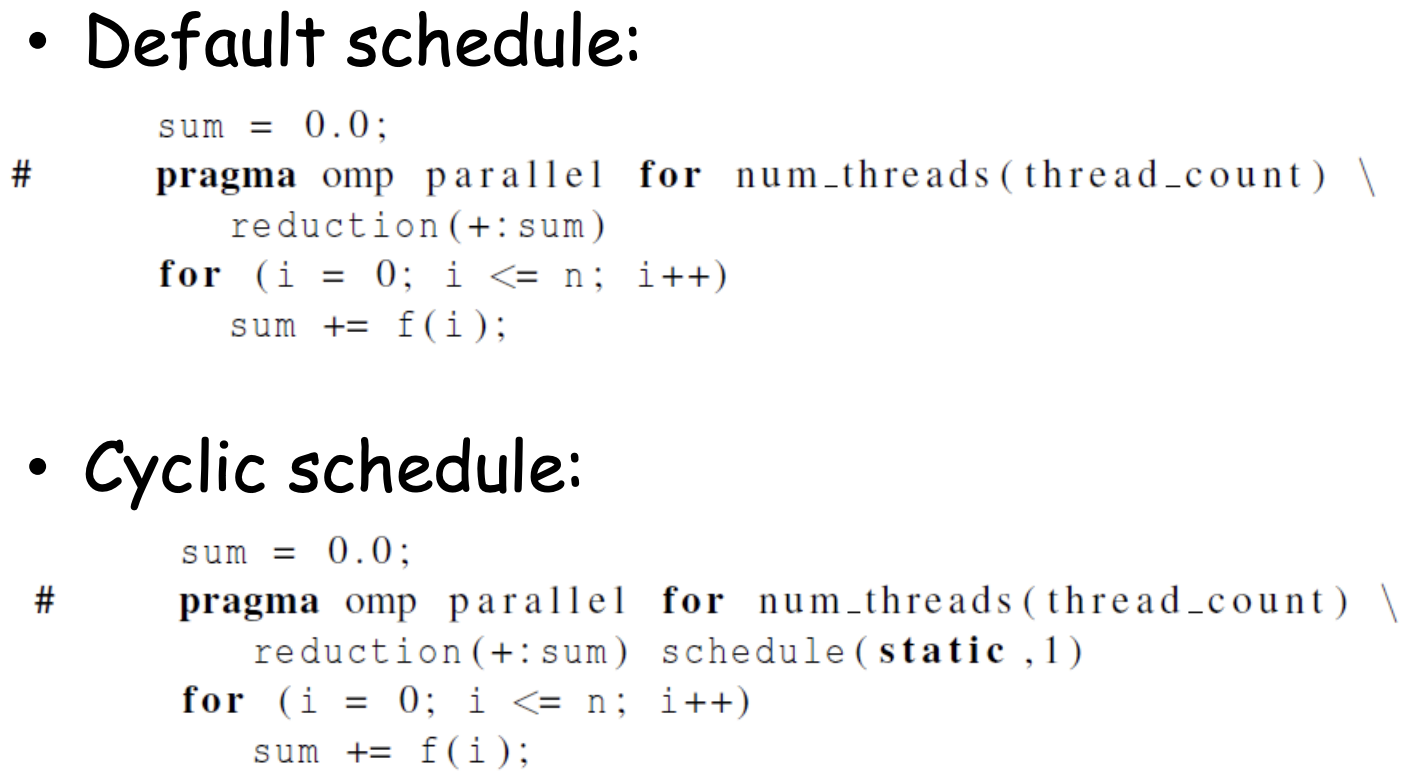 • Default schedule:
sum = 0.0;
# pragma omp parallel for num_threads(thread_count) \
reduction(+:sum)
for (i = 0; i <= n; i++)
sum += f(i);
• Cyclic schedule:
sum = 0.0;
# pragma omp parallel for num_threads(thread_count) \
reduction(+:sum) schedule(static,1)
for (i = 0; i <= n; i++)
sum += f(i);